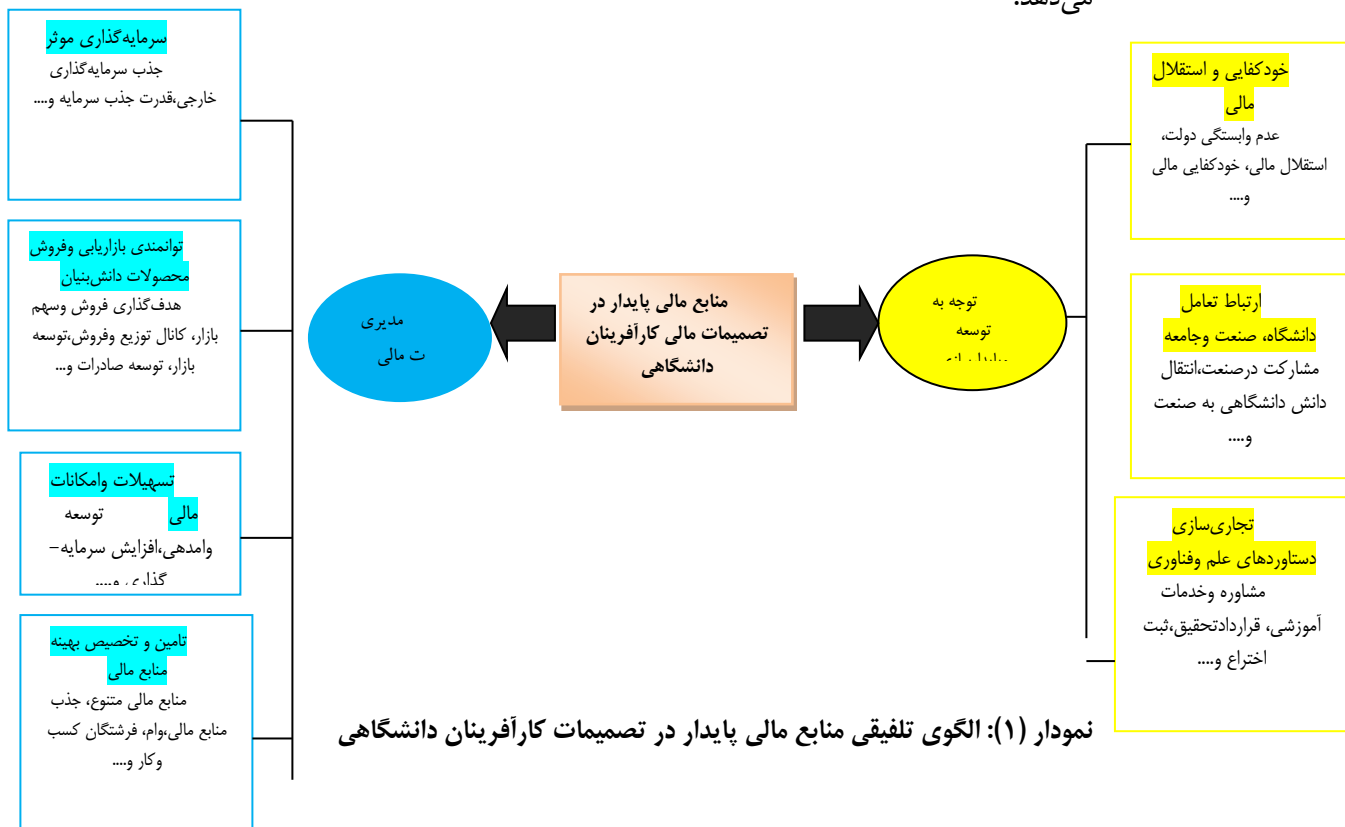 می‌دهد.
خودکفایی و استقلال
مالی
عدم وابستگی دولت،
استقلال مالی، خودکفایی مالی
و....
ارتباط تعامل
دانشگاه، صنعت وجامعه
مشارکت درصنعت،انتقال
دانش دانشگاهی به صنعت
و....
تجاری‌سازی
دستاوردهای علم وفناوری
مشاوره وخدمات
آموزشی، قراردادتحقیق،ثبت
اختراع و....
توجه به
توسعه
منابع مالی پایدار در
تصمیمات مالی کارآفرینان
دانشگاهی
مدیری
ت مالی
سرمایه‌گذاری موثر
جذب سرمایه‌گذاری
خارجی،قدرت جذب سرمایه و....
توانمندی بازاریابی وفروش
محصولات دانش‌بنیان
هدف‌گذاری فروش وسهم
بازار، کانال توزیع وفروش،توسعه
بازار، توسعه صادرات و...
تسهیلات وامکانات
مالی توسعه
وامدهی،افزایش سرمایه–
گذاری و....
تامین و تخصیص بهینه
منابع مالی
منابع مالی متنوع، جذب
منابع مالی،وام، فرشتگان کسب
وکار و....
نمودار (۱): الگوی تلفیقی منابع مالی پایدار در تصمیمات کارآفرینان دانشگاهی